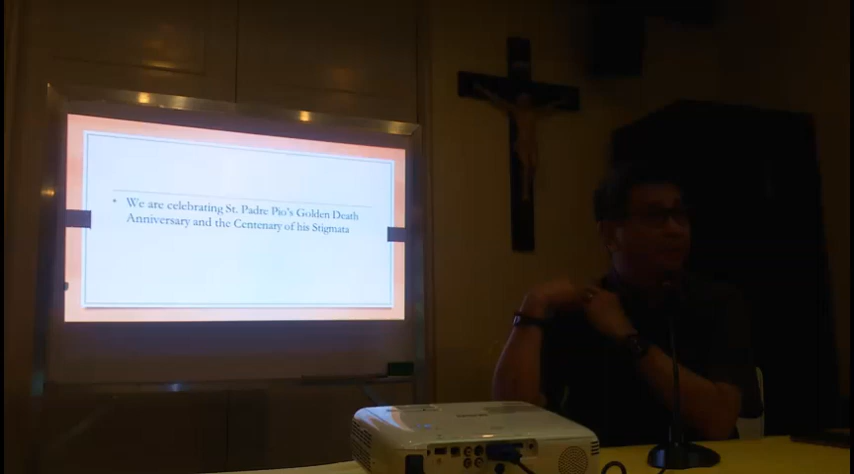 • We are celebrating St. Padre Pio's Golden Death
Anniversary and the Centenary of his Stigmata